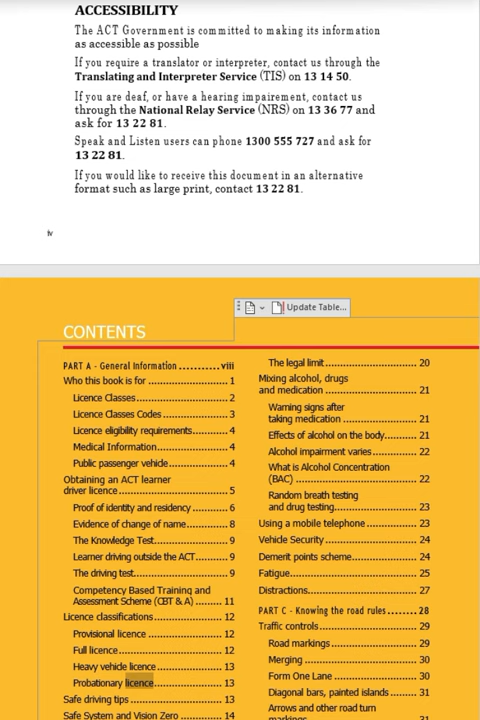 ACCESSIBILITY
The ACT Government is committed to making its information
as accessible as possible
If you require a translator or interpreter, contact us through the
Translating and Interpreter Service (TIS) on 13 14 50.
If you are deaf, or have a hearing impairement, contact us
through the National Relay Service (NRS) on 13 36 77 and
ask for 13 22 81.
Speak and Listen users can phone 1300 555 727 and ask for
13 22 81.
If you would like to receive this document in an alternative
format such as large print, contact 13 22 81.
iv
Update Table...
CONTENTS
PART A - General Information ..........viii
Who this book is for ........................ 1
Licence Classes............................. 2
Licence Classes Codes ................... 3
Licence eligibility requirements....... 4
Medical Information....................... 4
Public passenger vehicle ................ 4
Obtaining an ACT learner
driver licence ................................. 5
Proof of identity and residency ....... 6
Evidence of change of name........... 8
The Knowledge Test....................... 9
Learner driving outside the ACT..... 9
The driving test............................. 9
Competency Based Training and
Assessment Scheme (CBT & A) ........ 11
Licence classifications .................... 12
Provisional licence ....................... 12
Full licence ................................. 12
Heavy vehicle licence .................. 13
Probationary licence.................... 13
Safe driving tips ............................ 13
Safe System and Vision Zero ......... 14
The legal limit............................. 20
Mixing alcohol, drugs
and medication ............................ 21
Warning signs after
taking medication ....................... 21
Effects of alcohol on the body........ 21
Alcohol impairment varies ........... 22
What is Alcohol Concentration
(BAC) ........................................ 22
Random breath testing
and drug testing......................... 23
Using a mobile telephone .............. 23
Vehicle Security ............................ 24
Demerit points scheme.................. 24
Fatigue........................................ 25
Distractions.................................. 27
PART C - Knowing the road rules ....... 28
Traffic controls ............................. 29
Road markings ........................... 29
Merging .................................... 30
Form One Lane .......................... 30
Diagonal bars, painted islands ...... 31
Arrows and other road turn
markings ................................... 31